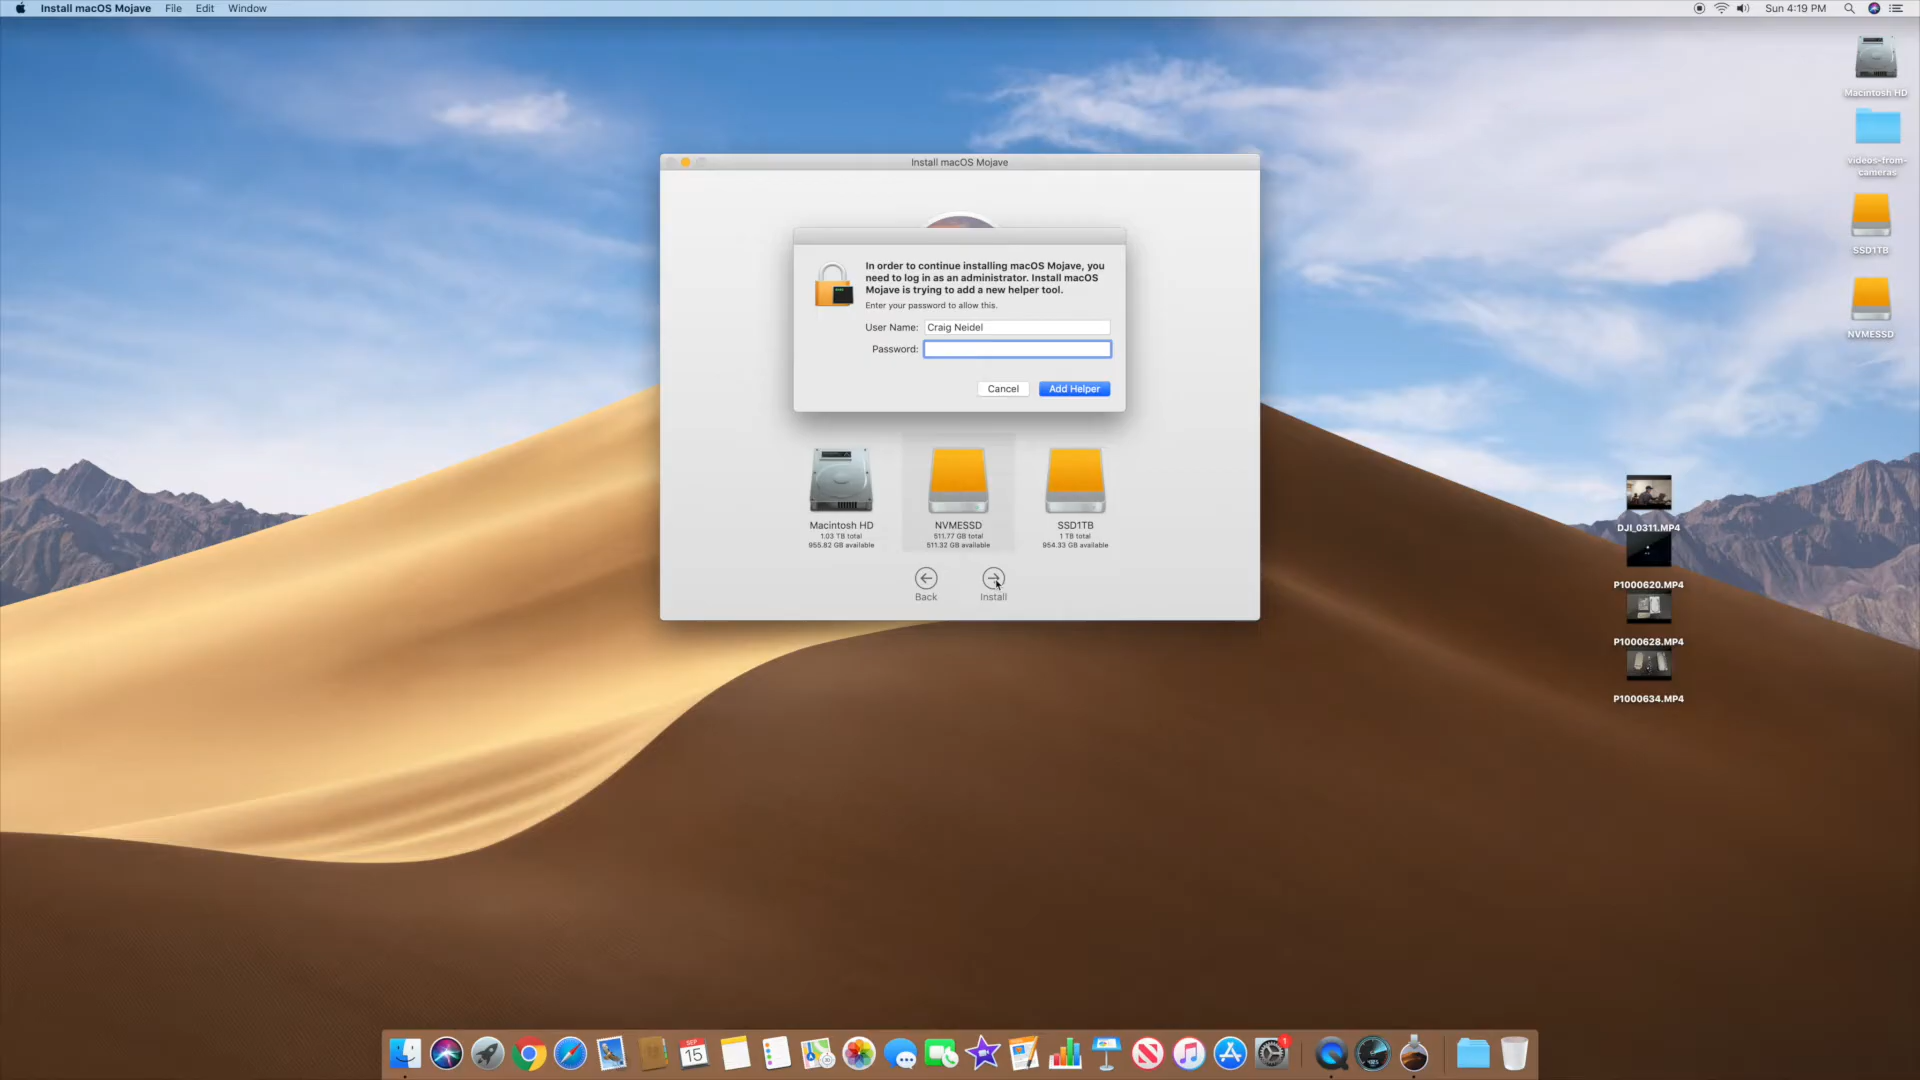 Install macOS Mojave File Edit Window
Sun 4:19 PM
Macintosh HD
videos-from-
cameras
SSD1TB
NVMESSD
Install macOS Mojave
In order to continue installing macOS Mojave, you
need to log in as an administrator. Install macOS
Mojave is trying to add a new helper tool.
Enter your password to allow this.
User Name: Craig Neidel
Password:
Cancel Add Helper
Macintosh HD
1.03 TB total
955.82 GB available
NVMESSD
511.77 GB total
511.32 GB available
SSD1TB
1 TB total
954.33 GB available
Back
Install
DJI_0311.MP4
P1000620.MP4
P1000628.MP4
P1000634.MP4
SEP
15
1